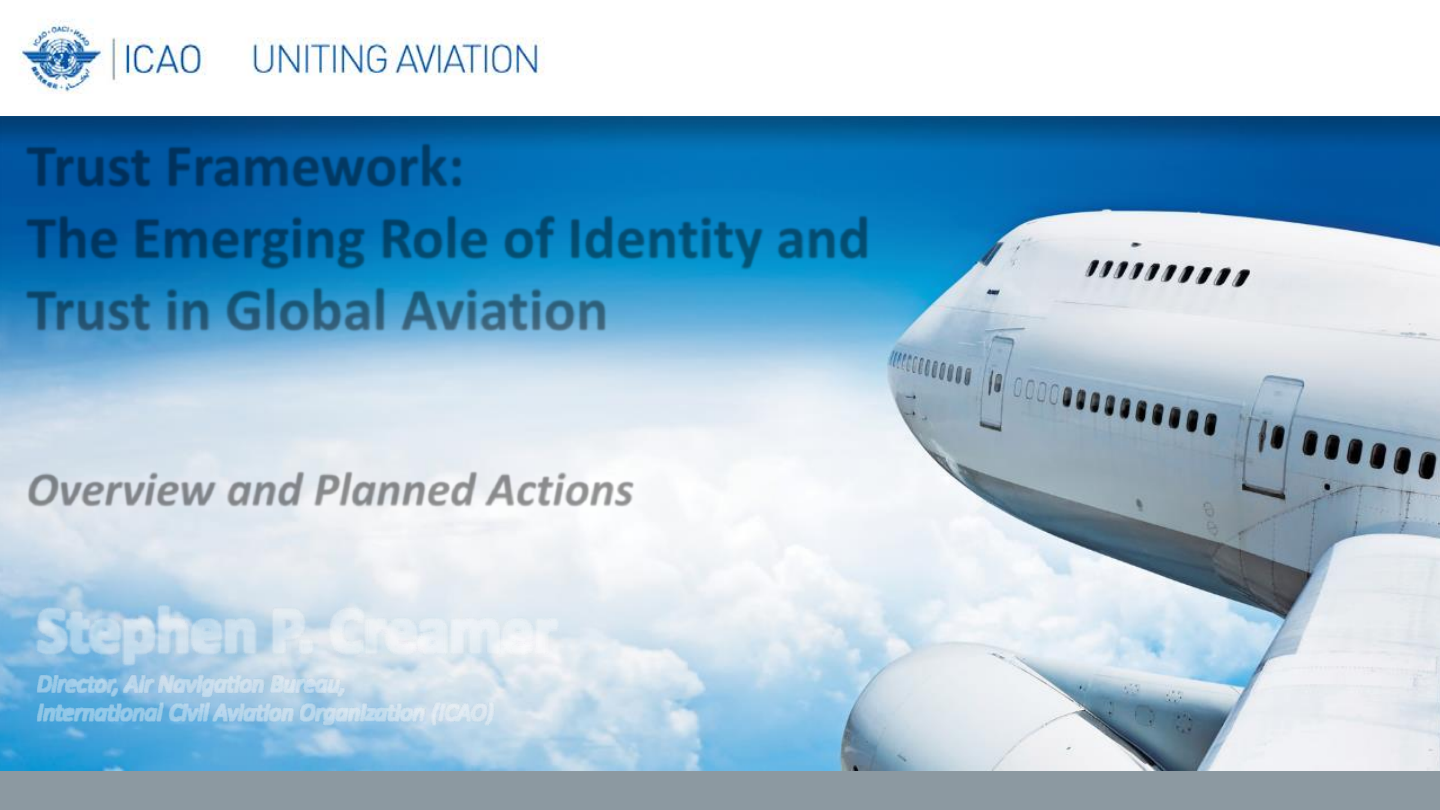 ICAO UNITING AVIATION
Trust Framework:
The Emerging Role of Identity and
Trust in Global Aviation
Overview and Planned Actions
Stephen P. Creamer
Director, Air Navigation Bureau,
International Civil Aviation Organization (ICAO)